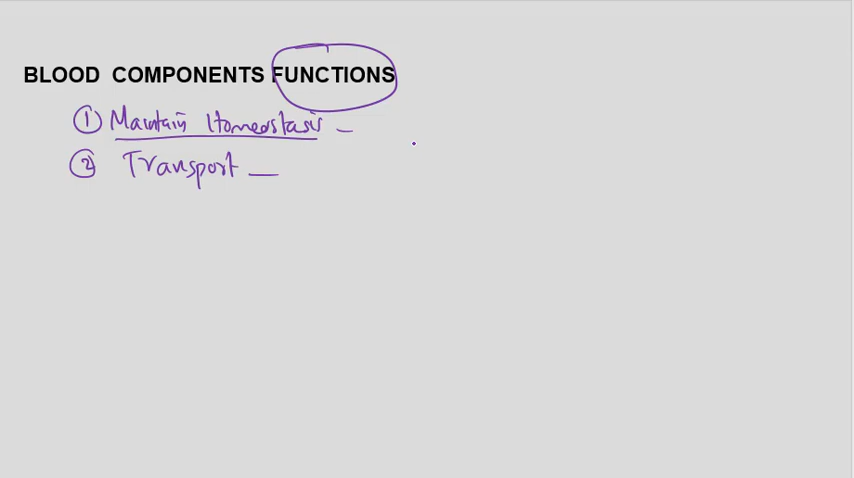 BLOOD COMPONENTS FUNCTIONS
① Maintain Homeostasis –
② Transport —